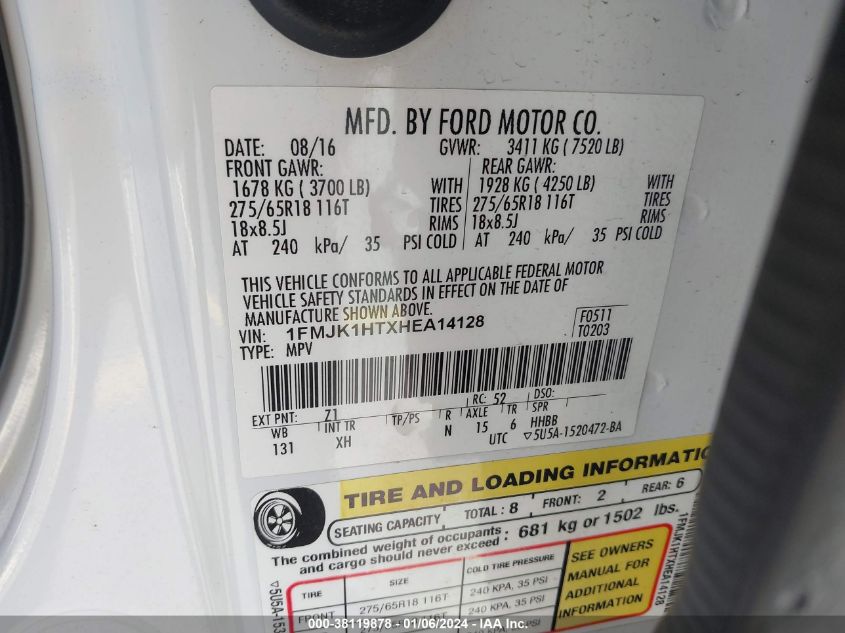 MFD. BY FORD MOTOR CO.
DATE: 08/16 GVWR: 3411 KG ( 7520 LB)
FRONT GAWR: REAR GAWR:
1678 KG ( 3700 LB) WITH 1928 KG ( 4250 LB) WITH
275/65R18 116T TIRES 275/65R18 116T TIRES
18x8.5J RIMS 18x8.5J RIMS
AT 240 kPa/ 35 PSI COLD AT 240 kPa/ 35 PSI COLD
THIS VEHICLE CONFORMS TO ALL APPLICABLE FEDERAL MOTOR
VEHICLE SAFETY STANDARDS IN EFFECT ON THE DATE OF
MANUFACTURE SHOWN ABOVE.
VIN: 1FMJK1HTXHEA14128 F0511
TYPE: MPV T0203
EXT PNT: Z1 RC: 52 DSO:
WB INT TR TP/PS R AXLE TR SPR
131 XH N 15 6 HHBB
UTC ▽5U5A-1520472-BA
TIRE AND LOADING INFORMATIO
SEATING CAPACITY TOTAL: 8 FRONT: 2 REAR: 6
The combined weight of occupants
and cargo should never exceed : 681 kg or 1502 lbs.
TIRE SIZE COLD TIRE PRESSURE
FRONT 275/65R18 116T 240 KPA, 35 PSI
240 KPA, 35 PSI
SEE OWNERS
MANUAL FOR
ADDITIONAL
INFORMATION
1FMJK1HTXHEA14128
▽5U5A-153
000-38119878 - 01/06/2024 - IAAI.com